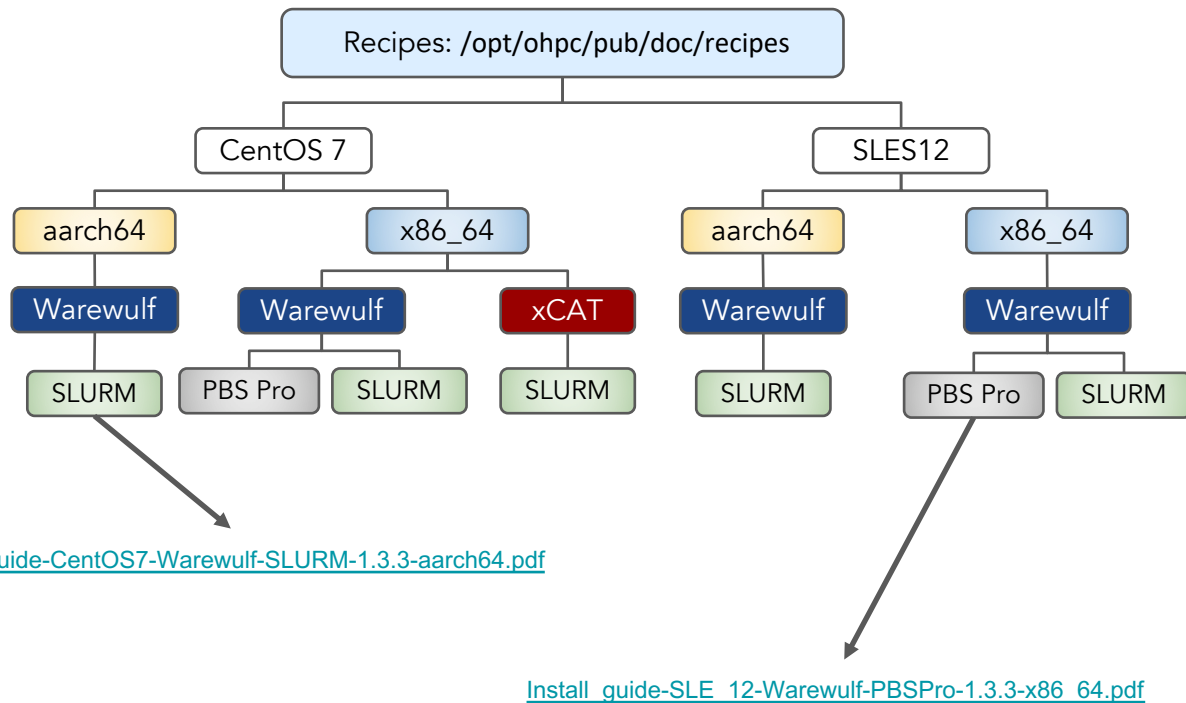 Recipes: /opt/ohpc/pub/doc/recipes
CentOS 7 SLES12
aarch64 x86_64 aarch64 x86_64
Warewulf Warewulf xCAT Warewulf Warewulf
SLURM PBS Pro SLURM SLURM SLURM PBS Pro SLURM
uide-CentOS7-Warewulf-SLURM-1.3.3-aarch64.pdf
Install_guide-SLE_12-Warewulf-PBSPro-1.3.3-x86_64.pdf